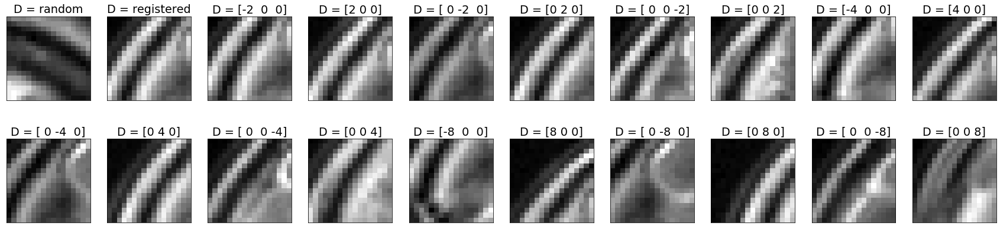 D = random D = registered D = [-2  0  0] D = [2 0 0] D = [ 0 -2  0] D = [0 2 0] D = [ 0  0 -2] D = [0 0 2] D = [-4  0  0] D = [4 0 0]
D = [ 0 -4  0] D = [0 4 0] D = [ 0  0 -4] D = [0 0 4] D = [-8  0  0] D = [8 0 0] D = [ 0 -8  0] D = [0 8 0] D = [ 0  0 -8] D = [0 0 8]